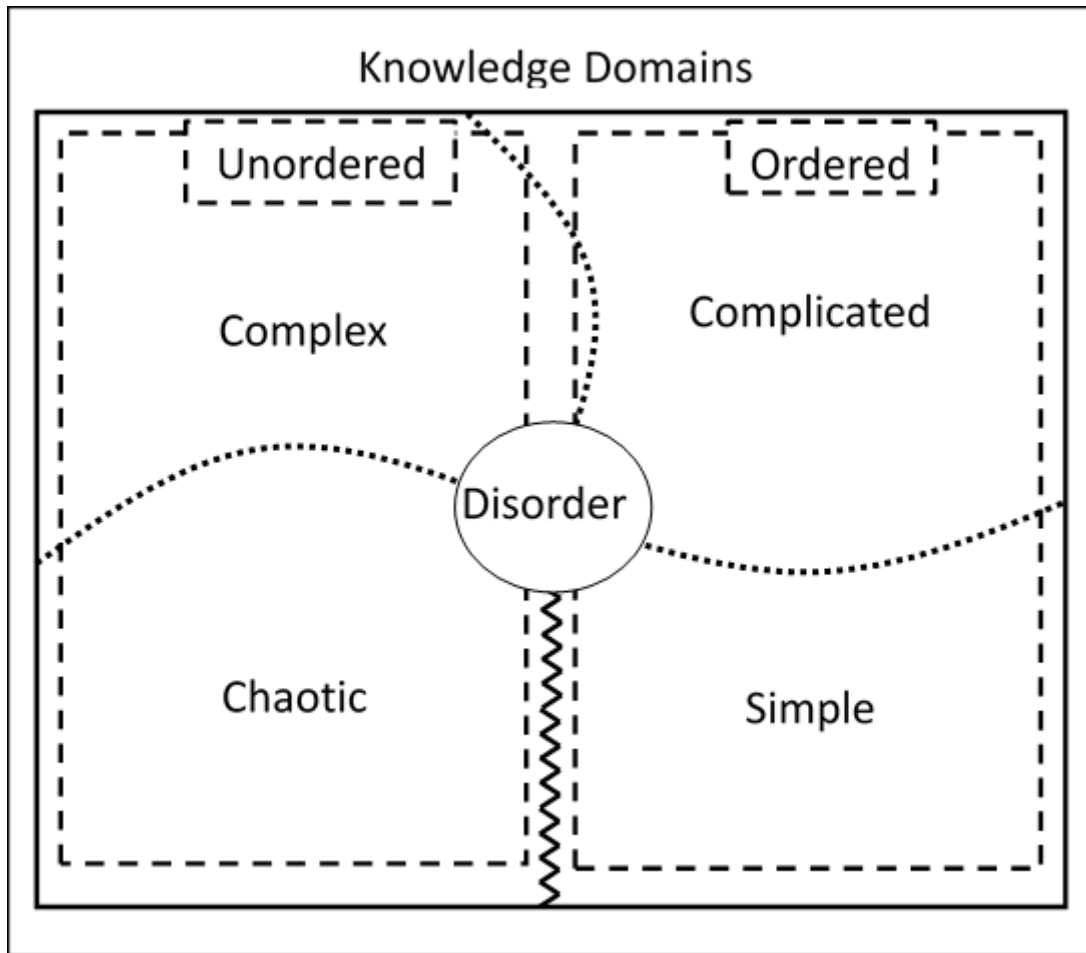 Knowledge Domains
Unordered
Ordered
Complex
Complicated
Disorder
Chaotic
Simple